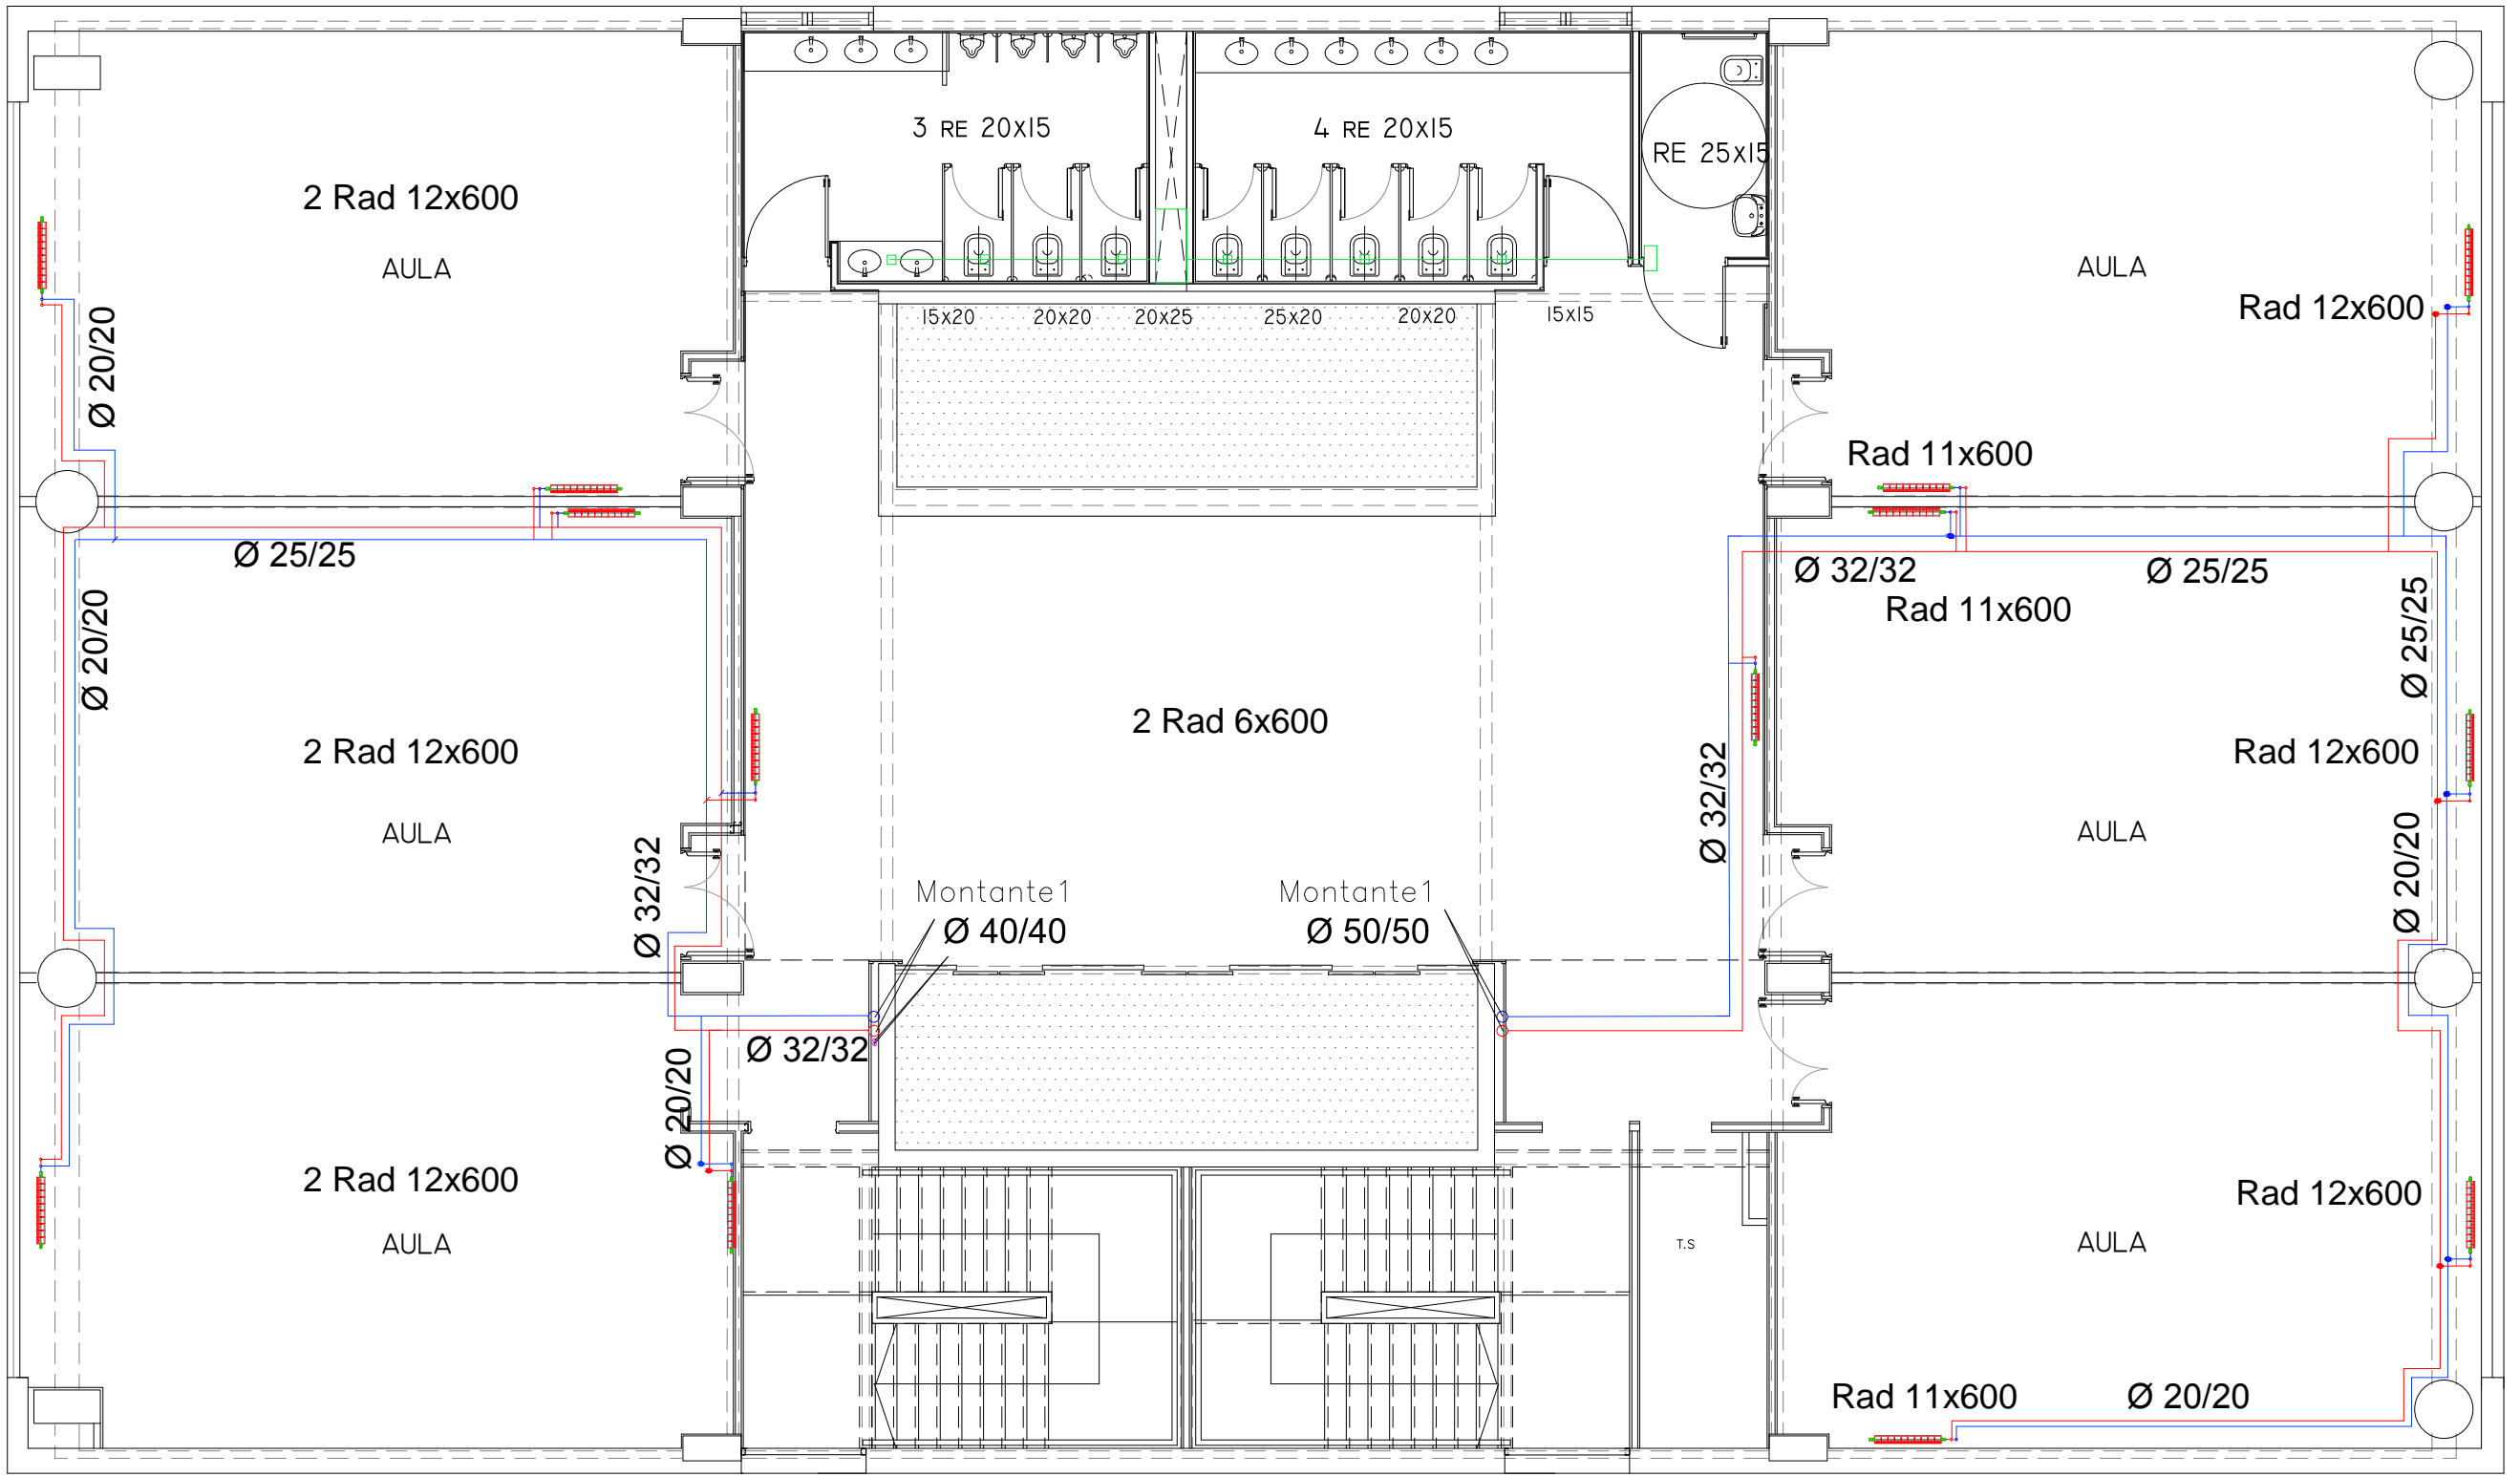 3 RE 20x15
4 RE 20x15
RE 25x15
2 Rad 12x600
AULA
AULA
Rad 12x600
15x20
20x20
20x25
25x20
20x20
15x15
Ø 20/20
Rad 11x600
Ø 25/25
Ø 32/32
Ø 25/25
Rad 11x600
Ø 20/20
Ø 25/25
2 Rad 12x600
AULA
2 Rad 6x600
Rad 12x600
AULA
Ø 32/32
Ø 32/32
Ø 20/20
Montante1
Ø 40/40
Montante1
Ø 50/50
Ø 32/32
Ø 20/20
2 Rad 12x600
AULA
T.S
Rad 12x600
AULA
Rad 11x600
Ø 20/20